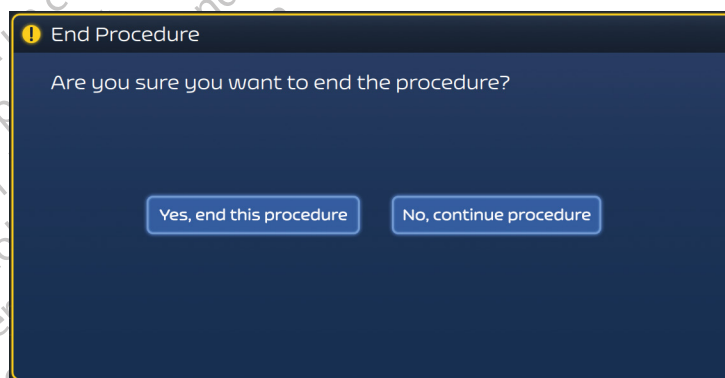 End Procedure
Are you sure you want to end the procedure?
Yes, end this procedure
No, continue procedure